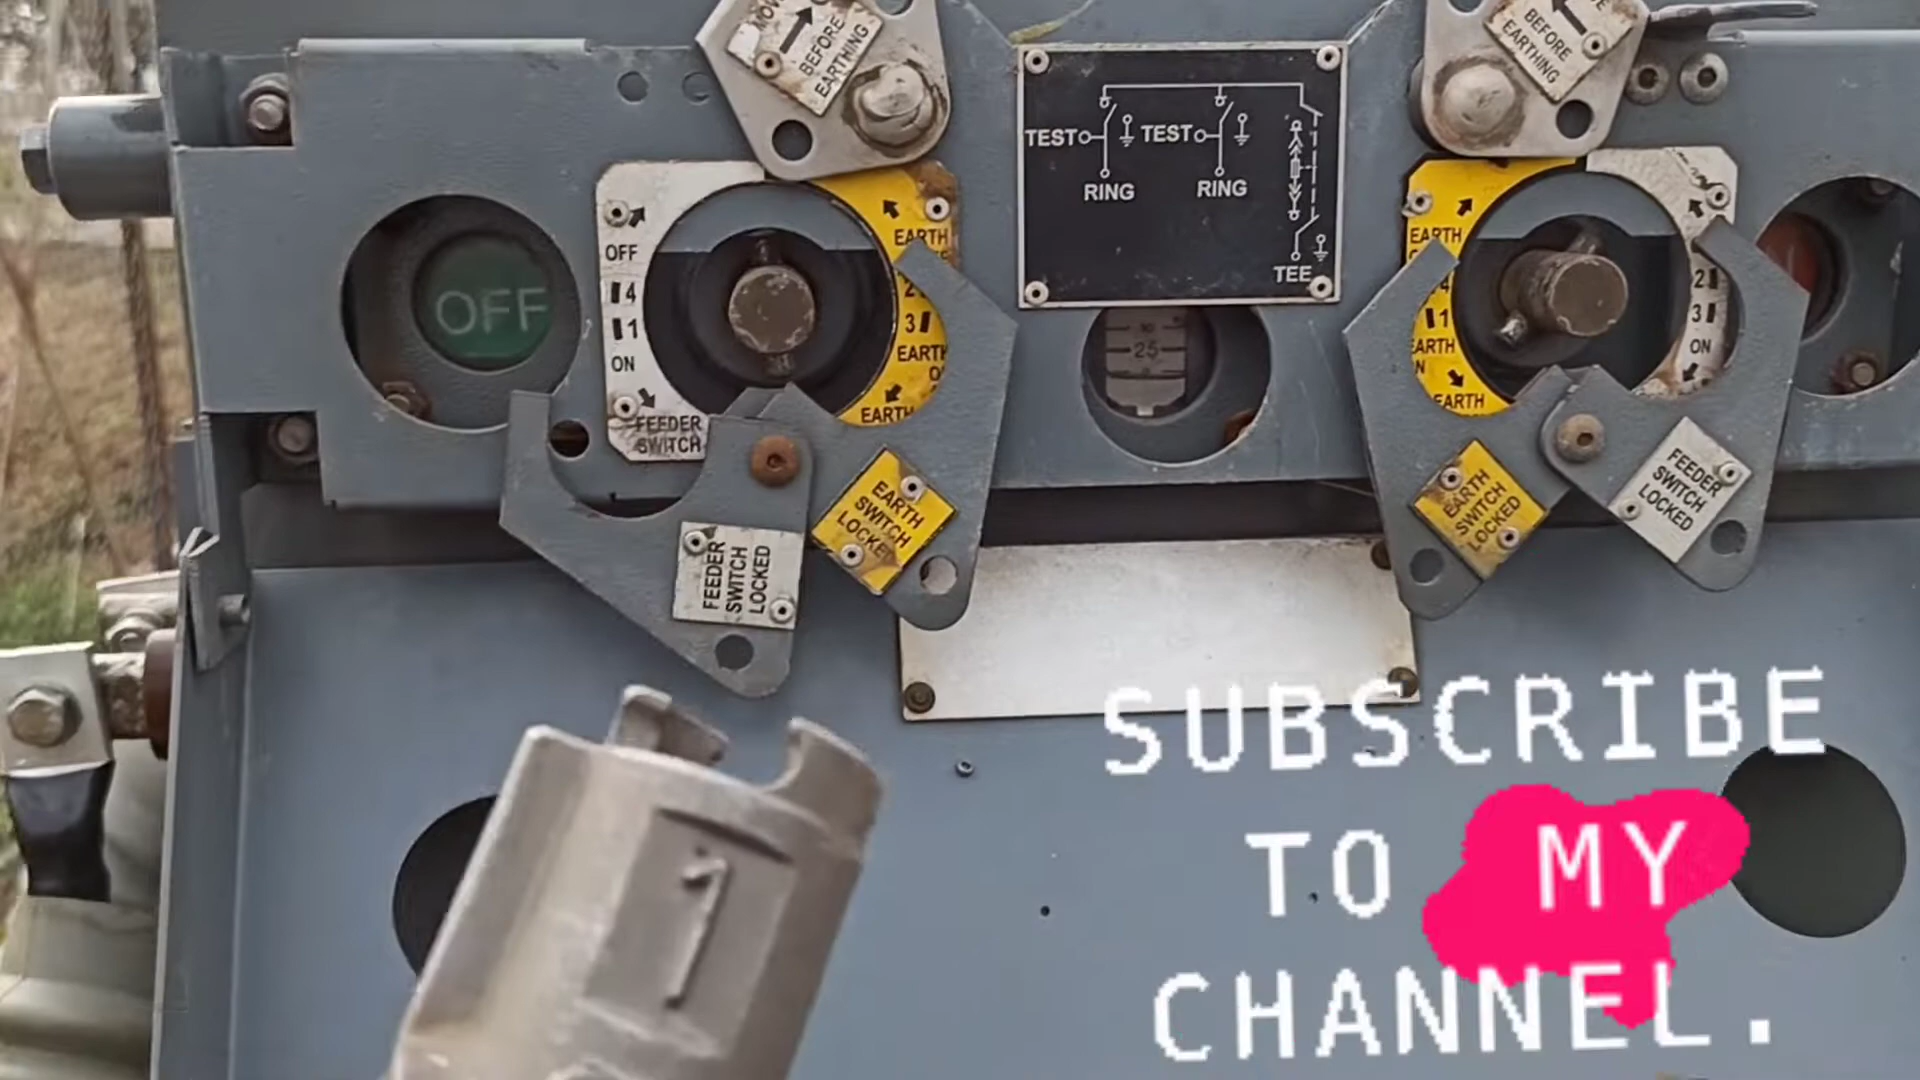 BEFORE
EARTHING
BEFORE
EARTHING
TEST
TEST
RING
RING
TEE
OFF
OFF
4
1
ON
FEEDER
SWITCH
EARTH
2
3
EARTH
EARTH
25
EARTH
4
1
EARTH
EARTH
2
3
ON
FEEDER
SWITCH
LOCKED
EARTH
SWITCH
LOCKED
EARTH
SWITCH
LOCKED
FEEDER
SWITCH
LOCKED
1
SUBSCRIBE
TO MY
CHANNEL.